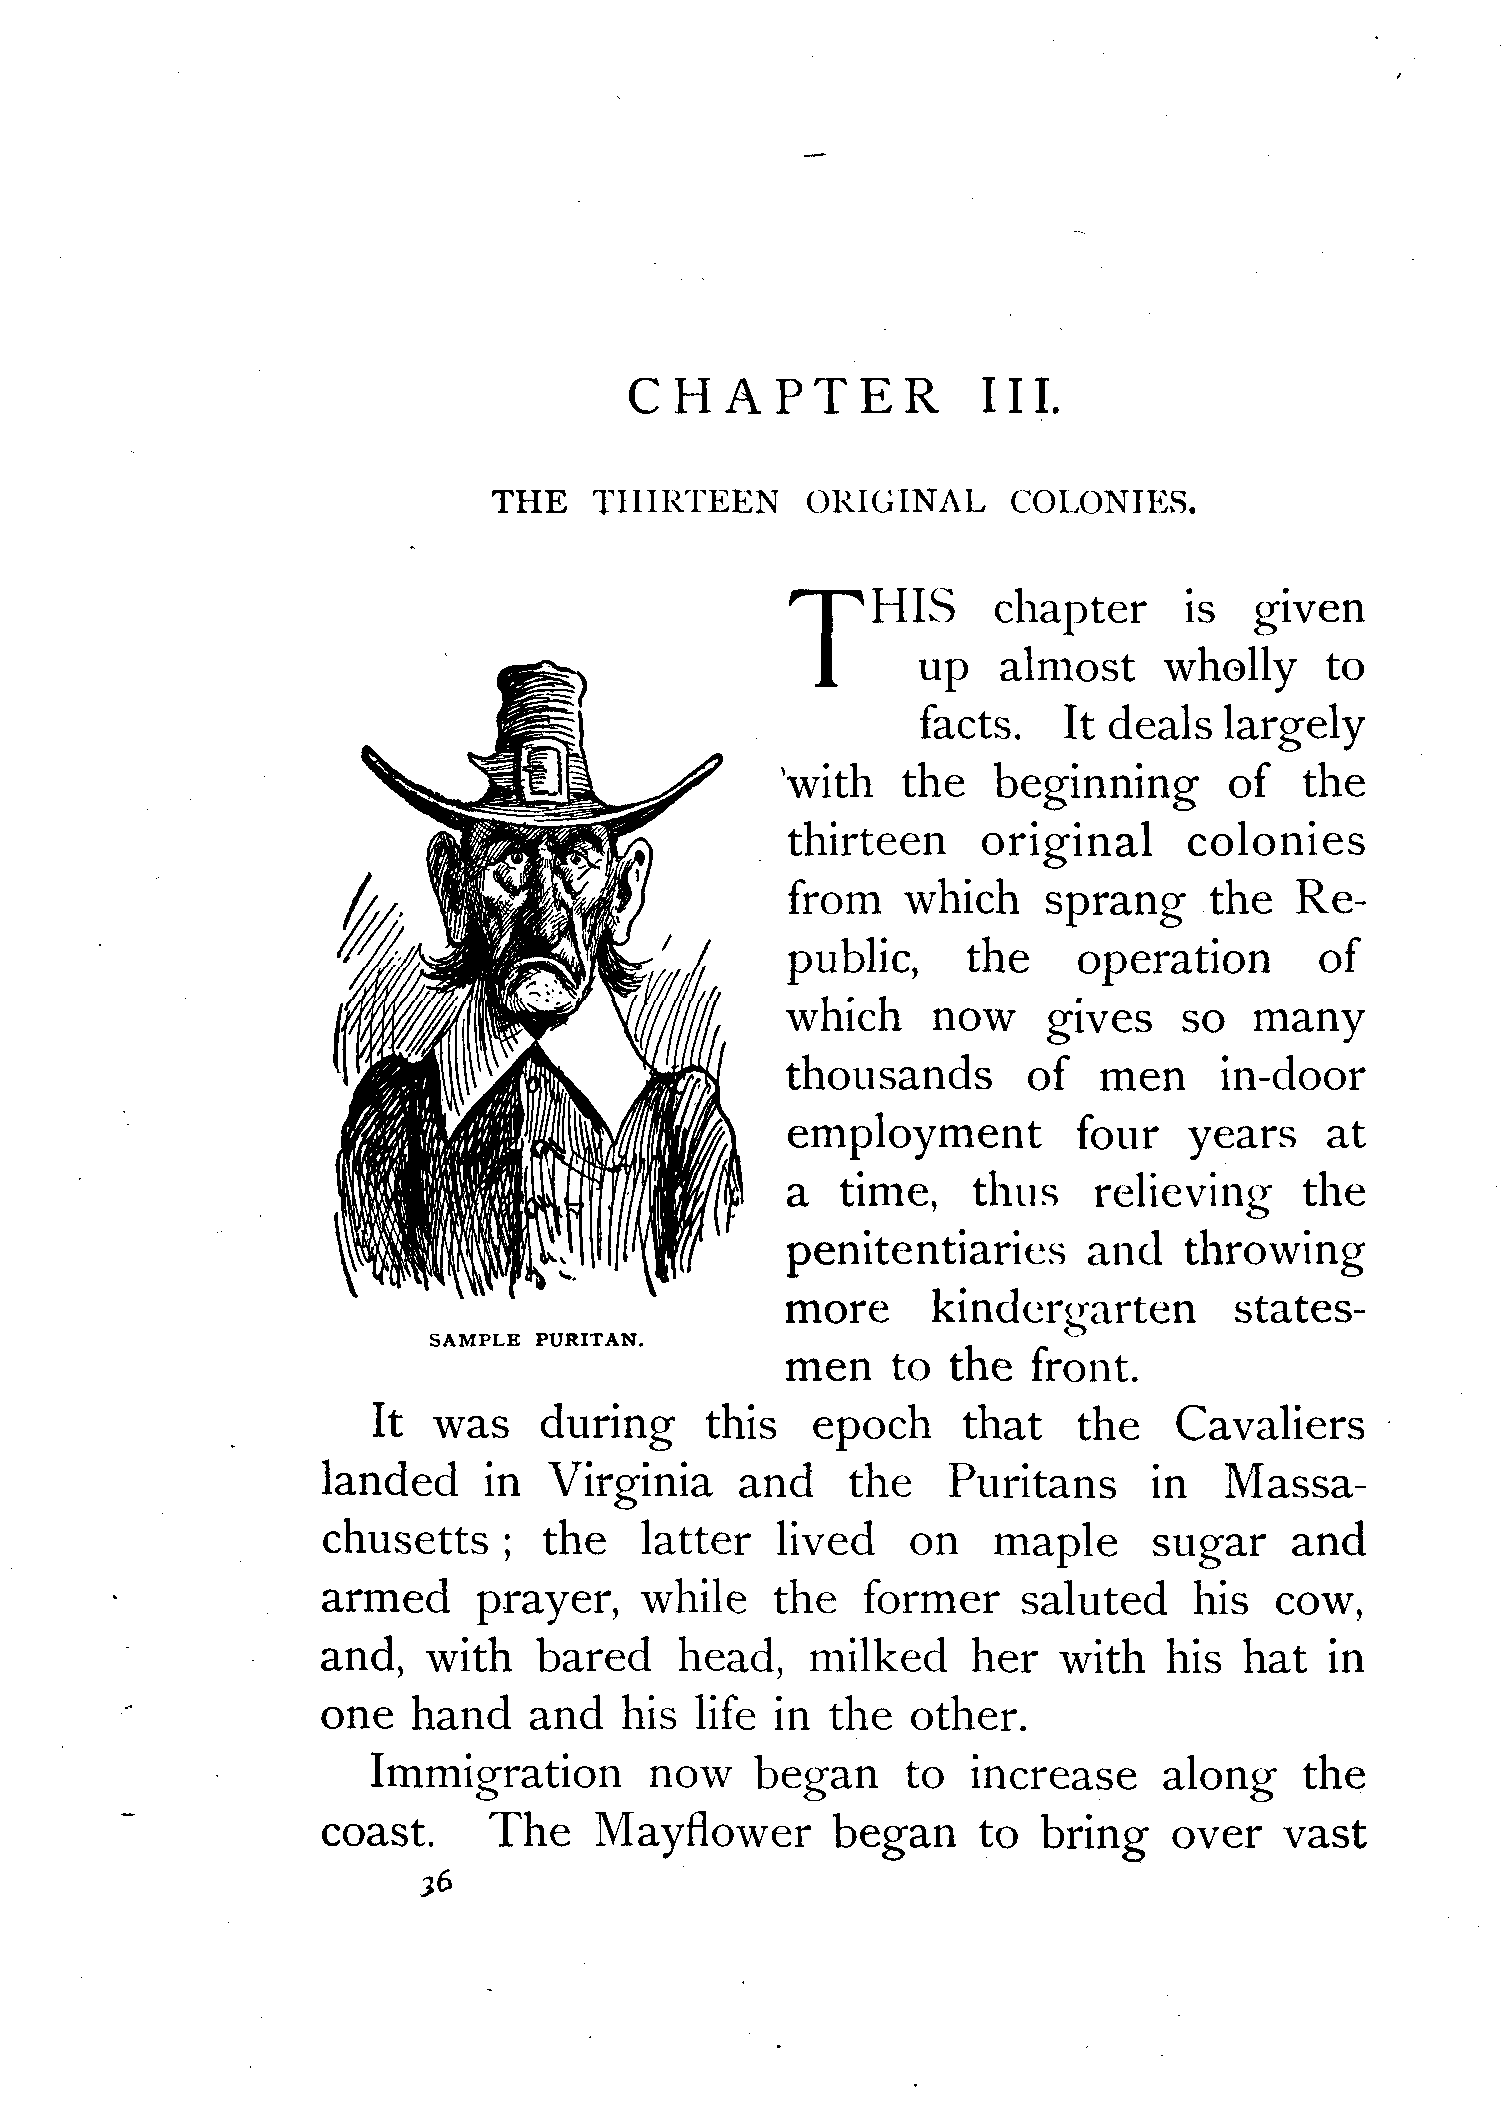 CHAPTER III.
THE THIRTEEN ORIGINAL COLONIES.
THIS chapter is given
up almost wholly to
facts. It deals largely
with the beginning of the
thirteen original colonies
from which sprang the Re-
public, the operation of
which now gives so many
thousands of men in-door
employment four years at
a time, thus relieving the
penitentiaries and throwing
more kindergarten states-
men to the front.
SAMPLE PURITAN.
It was during this epoch that the Cavaliers
landed in Virginia and the Puritans in Massa-
chusetts ; the latter lived on maple sugar and
armed prayer, while the former saluted his cow,
and, with bared head, milked her with his hat in
one hand and his life in the other.
Immigration now began to increase along the
coast. The Mayflower began to bring over vast
36